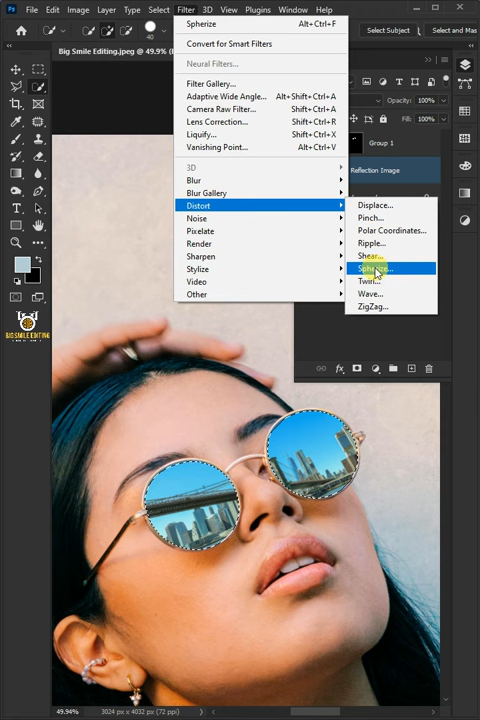 Ps File Edit Image Layer Type Select Filter 3D View Plugins Window Help
40
Select Subject Select and Mas
Big Smile Editing.jpeg @ 49.9% (
Spherize Alt+Ctrl+F
Convert for Smart Filters
Neural Filters...
Filter Gallery...
Adaptive Wide Angle... Alt+Shift+Ctrl+A
Camera Raw Filter... Shift+Ctrl+A
Lens Correction... Shift+Ctrl+R
Liquify... Shift+Ctrl+X
Vanishing Point... Alt+Ctrl+V
3D
Blur
Blur Gallery
Distort
Noise
Pixelate
Render
Sharpen
Stylize
Video
Other
Displace...
Pinch...
Polar Coordinates...
Ripple...
Shear...
Spherize...
Twirl...
Wave...
ZigZag...
Opacity: 100%
Fill: 100%
Group 1
Reflection Image
fx
BIG SMILE EDITING
49.94% 3024 px x 4032 px (72 ppi)